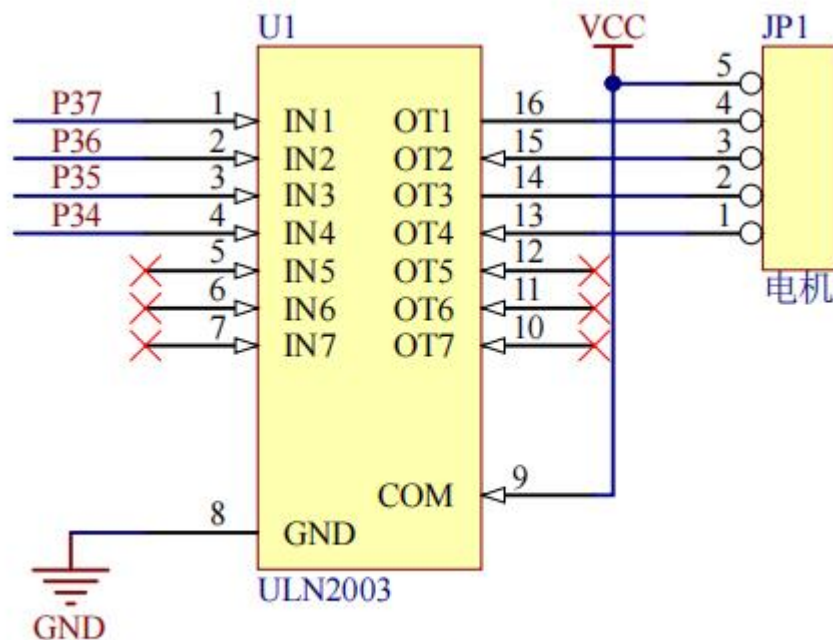 U1 VCC JP1
5
P37 1 IN1 OT1 16 4
P36 2 IN2 OT2 15 3
P35 3 IN3 OT3 14 2
P34 4 IN4 OT4 13 1
5 IN5 OT5 12
6 IN6 OT6 11 电机
7 IN7 OT7 10
COM 9
8 GND
ULN2003
GND